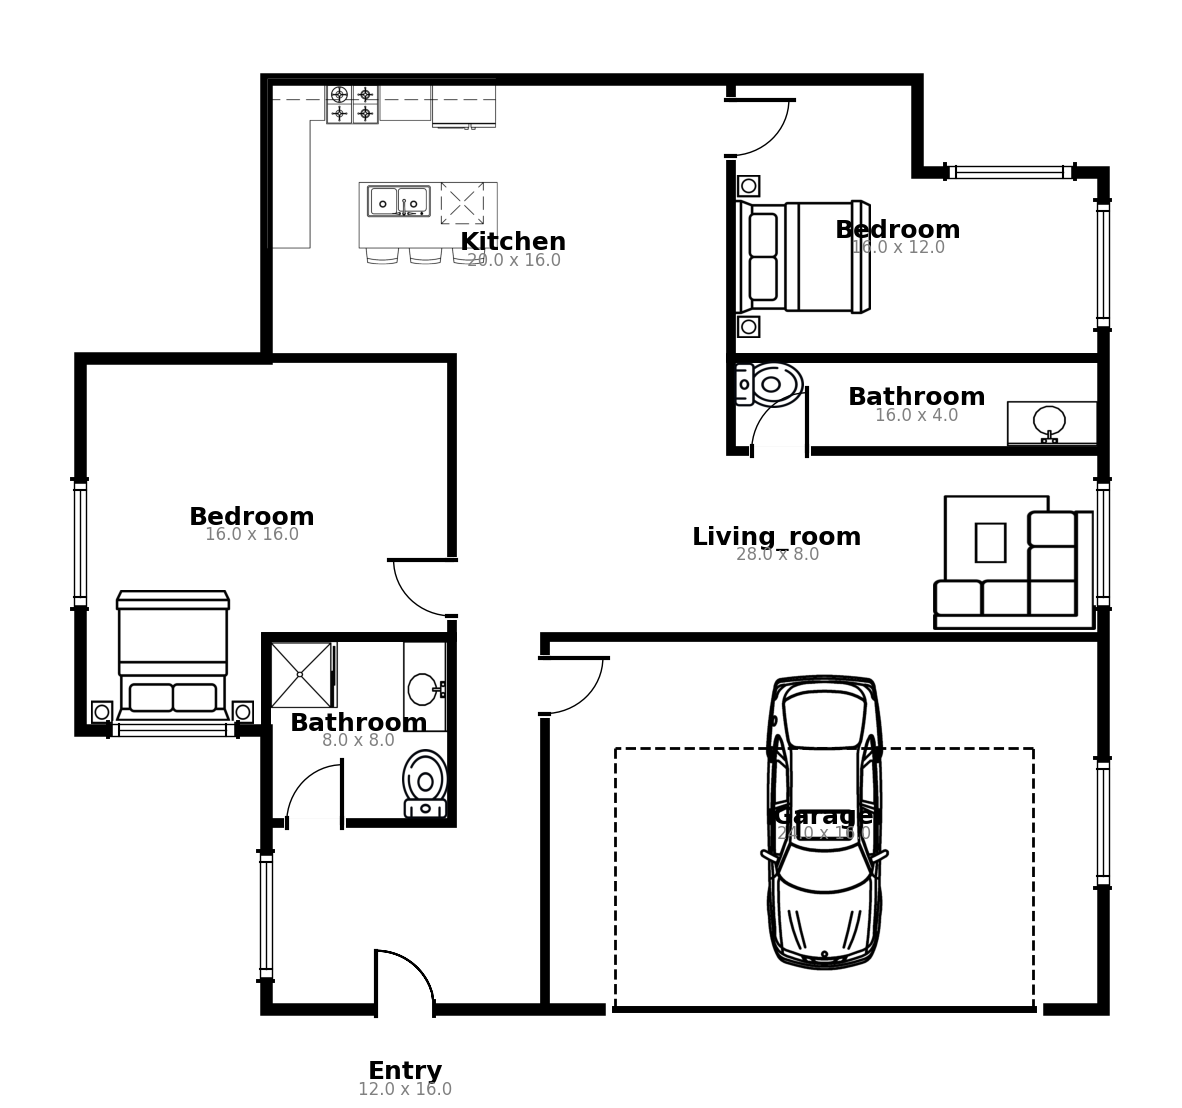 Bedroom
16.0 x 12.0
Kitchen
20.0 x 16.0
Bathroom
16.0 x 4.0
Bedroom
16.0 x 16.0
Living_room
28.0 x 8.0
Bathroom
8.0 x 8.0
Garage
24.0 x 16.0
Entry
12.0 x 16.0